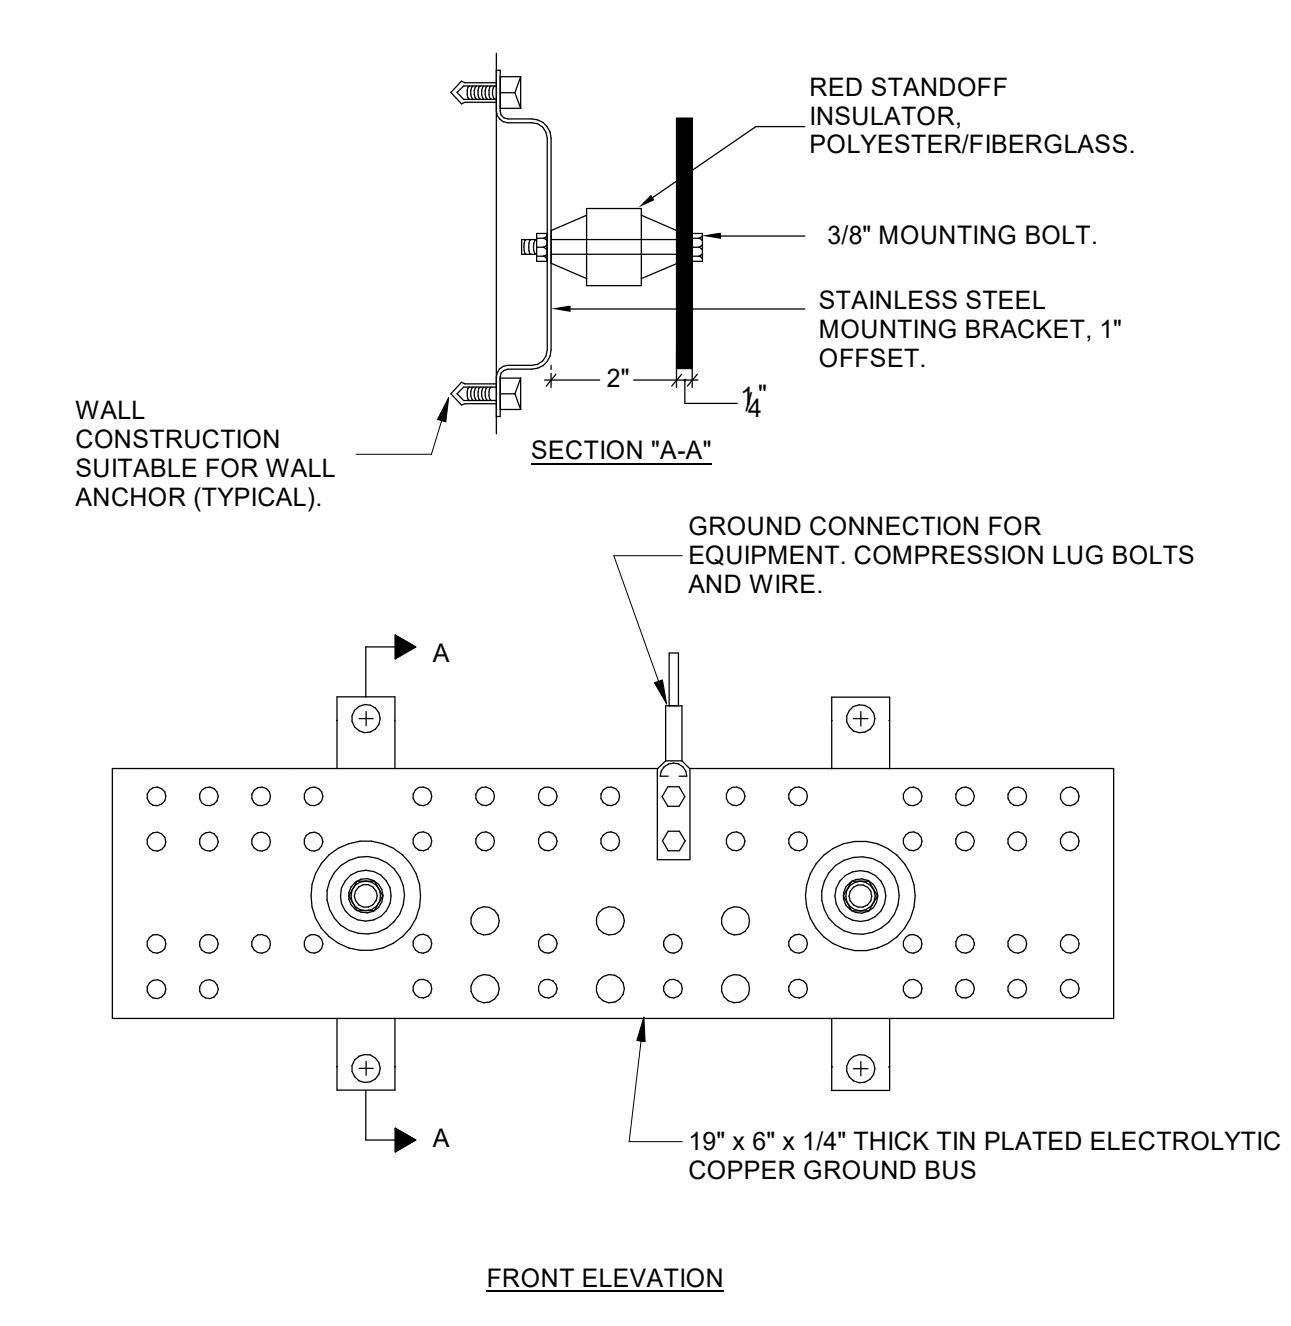 RED STANDOFF
INSULATOR,
POLYESTER/FIBERGLASS.
3/8" MOUNTING BOLT.
STAINLESS STEEL
MOUNTING BRACKET, 1"
OFFSET.
2"
1/4"
WALL
CONSTRUCTION
SUITABLE FOR WALL
ANCHOR (TYPICAL).
SECTION "A-A"
GROUND CONNECTION FOR
EQUIPMENT. COMPRESSION LUG BOLTS
AND WIRE.
A
A
19" x 6" x 1/4" THICK TIN PLATED ELECTROLYTIC
COPPER GROUND BUS
FRONT ELEVATION